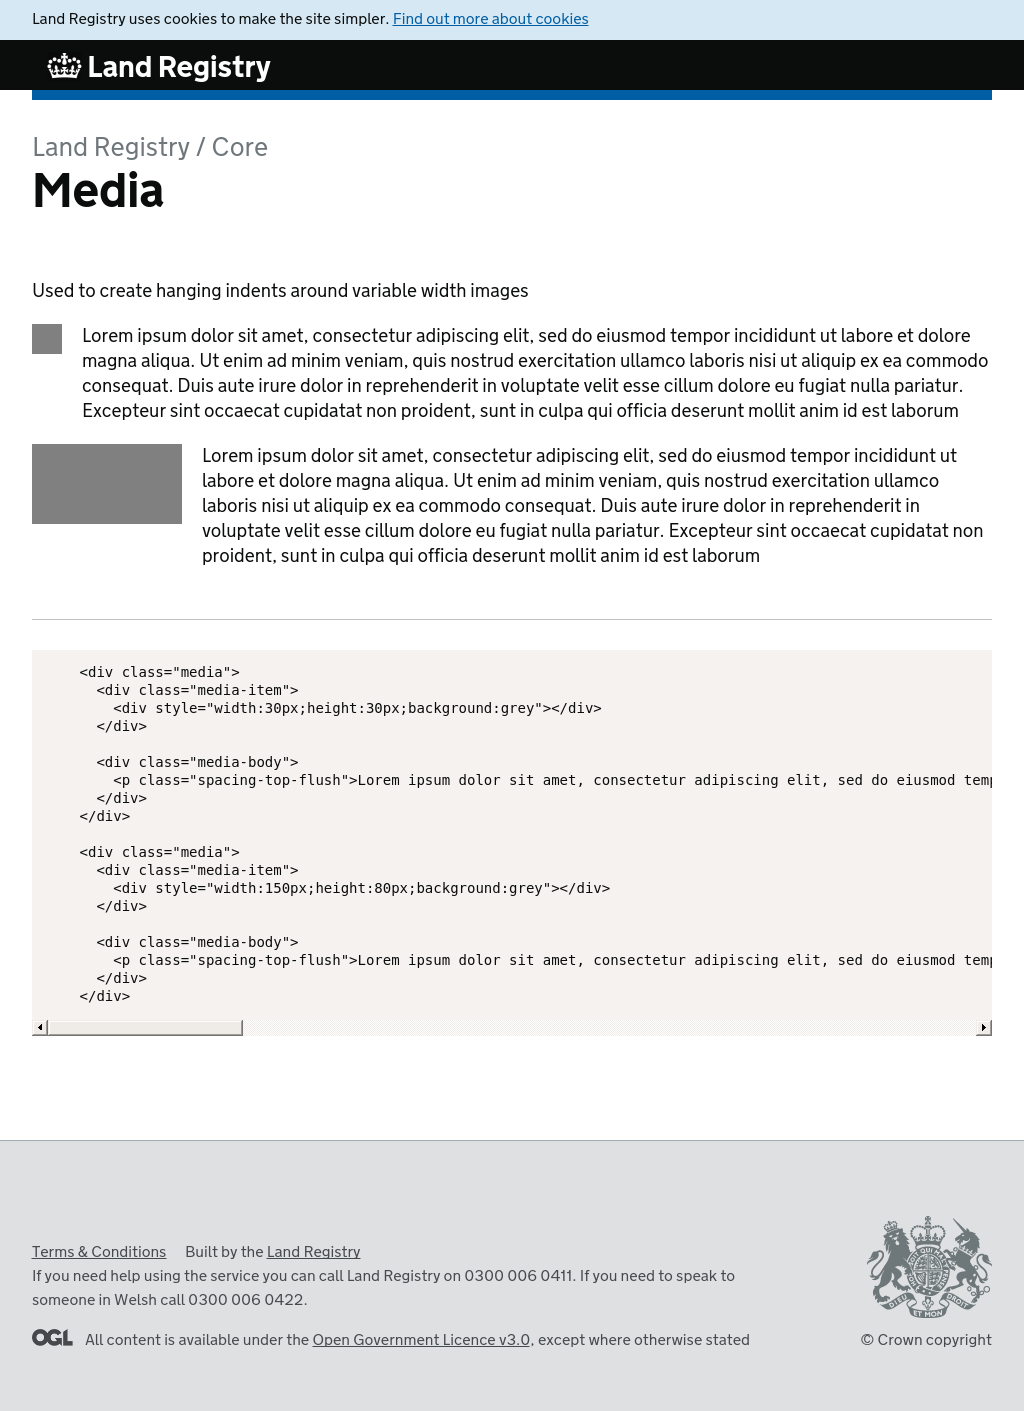 Land Registry uses cookies to make the site simpler. Find out more about cookies
Land Registry
Land Registry / Core
Media
Used to create hanging indents around variable width images
Lorem ipsum dolor sit amet, consectetur adipiscing elit, sed do eiusmod tempor incididunt ut labore et dolore
magna aliqua. Ut enim ad minim veniam, quis nostrud exercitation ullamco laboris nisi ut aliquip ex ea commodo
consequat. Duis aute irure dolor in reprehenderit in voluptate velit esse cillum dolore eu fugiat nulla pariatur.
Excepteur sint occaecat cupidatat non proident, sunt in culpa qui officia deserunt mollit anim id est laborum
Lorem ipsum dolor sit amet, consectetur adipiscing elit, sed do eiusmod tempor incididunt ut
labore et dolore magna aliqua. Ut enim ad minim veniam, quis nostrud exercitation ullamco
laboris nisi ut aliquip ex ea commodo consequat. Duis aute irure dolor in reprehenderit in
voluptate velit esse cillum dolore eu fugiat nulla pariatur. Excepteur sint occaecat cupidatat non
proident, sunt in culpa qui officia deserunt mollit anim id est laborum
<div class="media">
  <div class="media-item">
    <div style="width:30px;height:30px;background:grey"></div>
  </div>

  <div class="media-body">
    <p class="spacing-top-flush">Lorem ipsum dolor sit amet, consectetur adipiscing elit, sed do eiusmod temp
  </div>
</div>

<div class="media">
  <div class="media-item">
    <div style="width:150px;height:80px;background:grey"></div>
  </div>

  <div class="media-body">
    <p class="spacing-top-flush">Lorem ipsum dolor sit amet, consectetur adipiscing elit, sed do eiusmod temp
  </div>
</div>
Terms & Conditions Built by the Land Registry
If you need help using the service you can call Land Registry on 0300 006 0411. If you need to speak to
someone in Welsh call 0300 006 0422.
OGL All content is available under the Open Government Licence v3.0, except where otherwise stated
DIEU ET MON DROIT
© Crown copyright